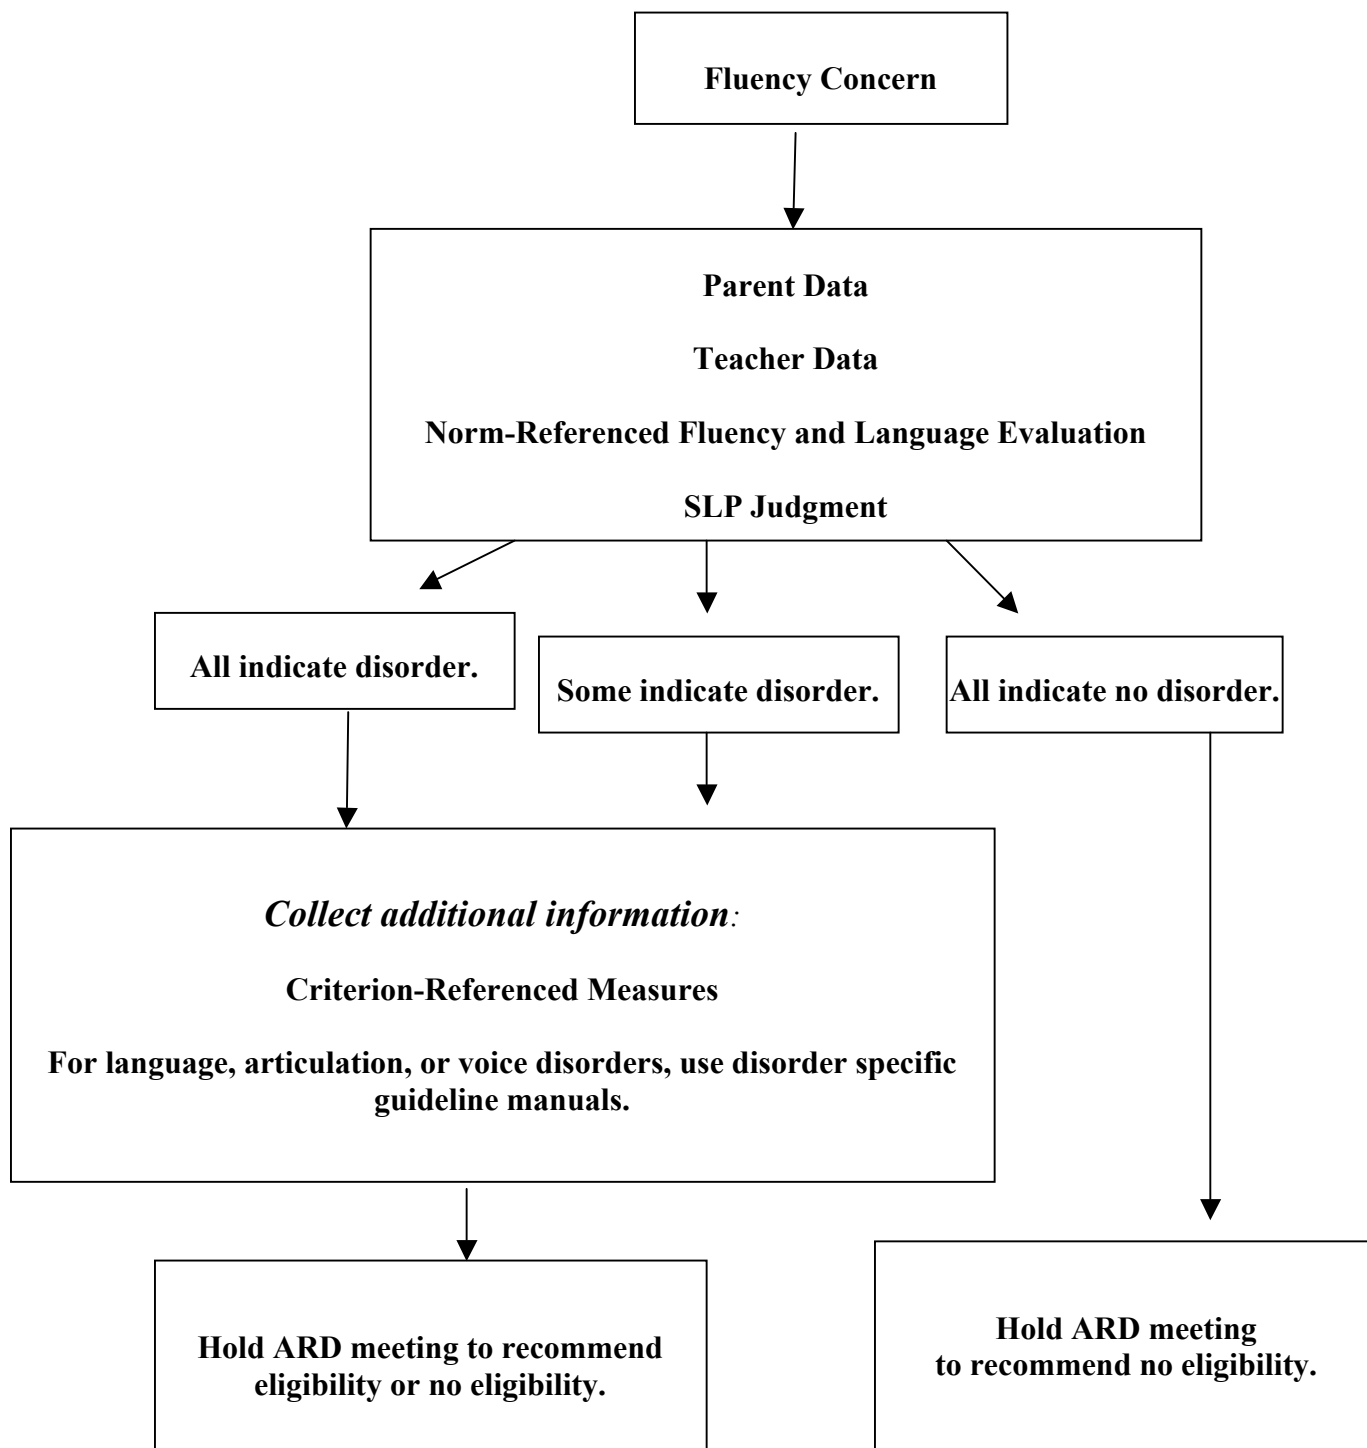 Fluency Concern
Parent Data
Teacher Data
Norm-Referenced Fluency and Language Evaluation
SLP Judgment
All indicate disorder.
Some indicate disorder.
All indicate no disorder.
Collect additional information:
Criterion-Referenced Measures
For language, articulation, or voice disorders, use disorder specific
guideline manuals.
Hold ARD meeting to recommend
eligibility or no eligibility.
Hold ARD meeting
to recommend no eligibility.